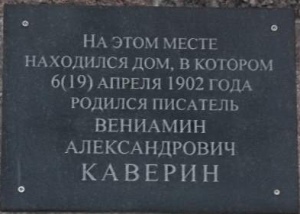 На этом месте
находился дом, в котором
6(19) апреля 1902 года
родился писатель
Вениамин
Александрович
Каверин